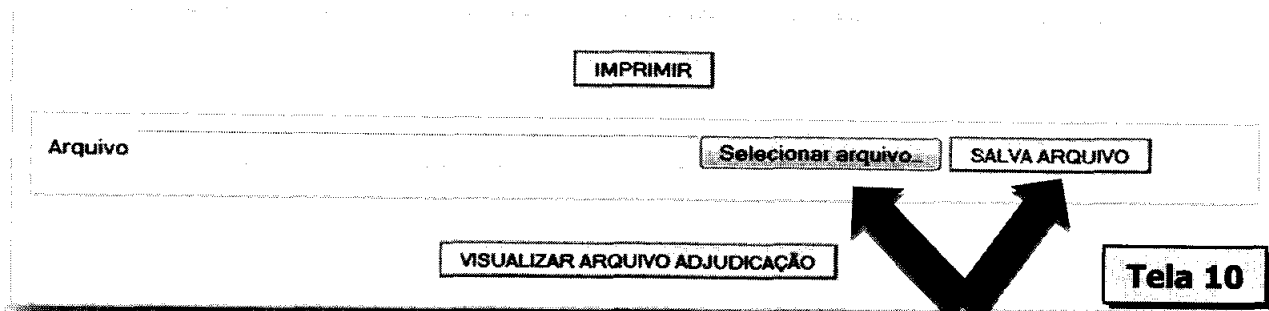 IMPRIMIR
Arquivo Selecionar arquivo... SALVA ARQUIVO
VISUALIZAR ARQUIVO ADJUDICAÇÃO
Tela 10